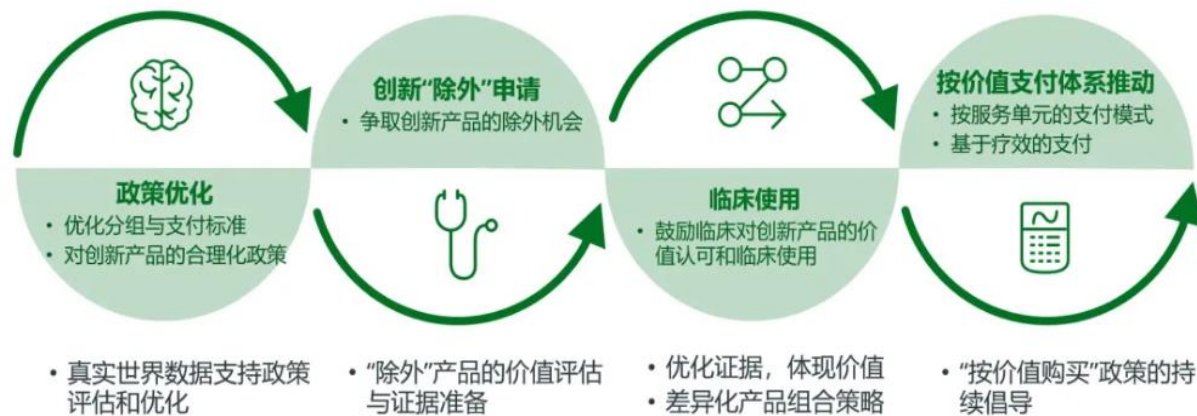 政策优化
• 优化分组与支付标准
• 对创新产品的合理化政策
• 真实世界数据支持政策
评估和优化
创新“除外”申请
• 争取创新产品的除外机会
• “除外”产品的价值评估
与证据准备
临床使用
• 鼓励临床对创新产品的价
值认可和临床使用
• 优化证据，体现价值
• 差异化产品组合策略
按价值支付体系推动
• 按服务单元的支付模式
• 基于疗效的支付
• “按价值购买”政策的持
续倡导